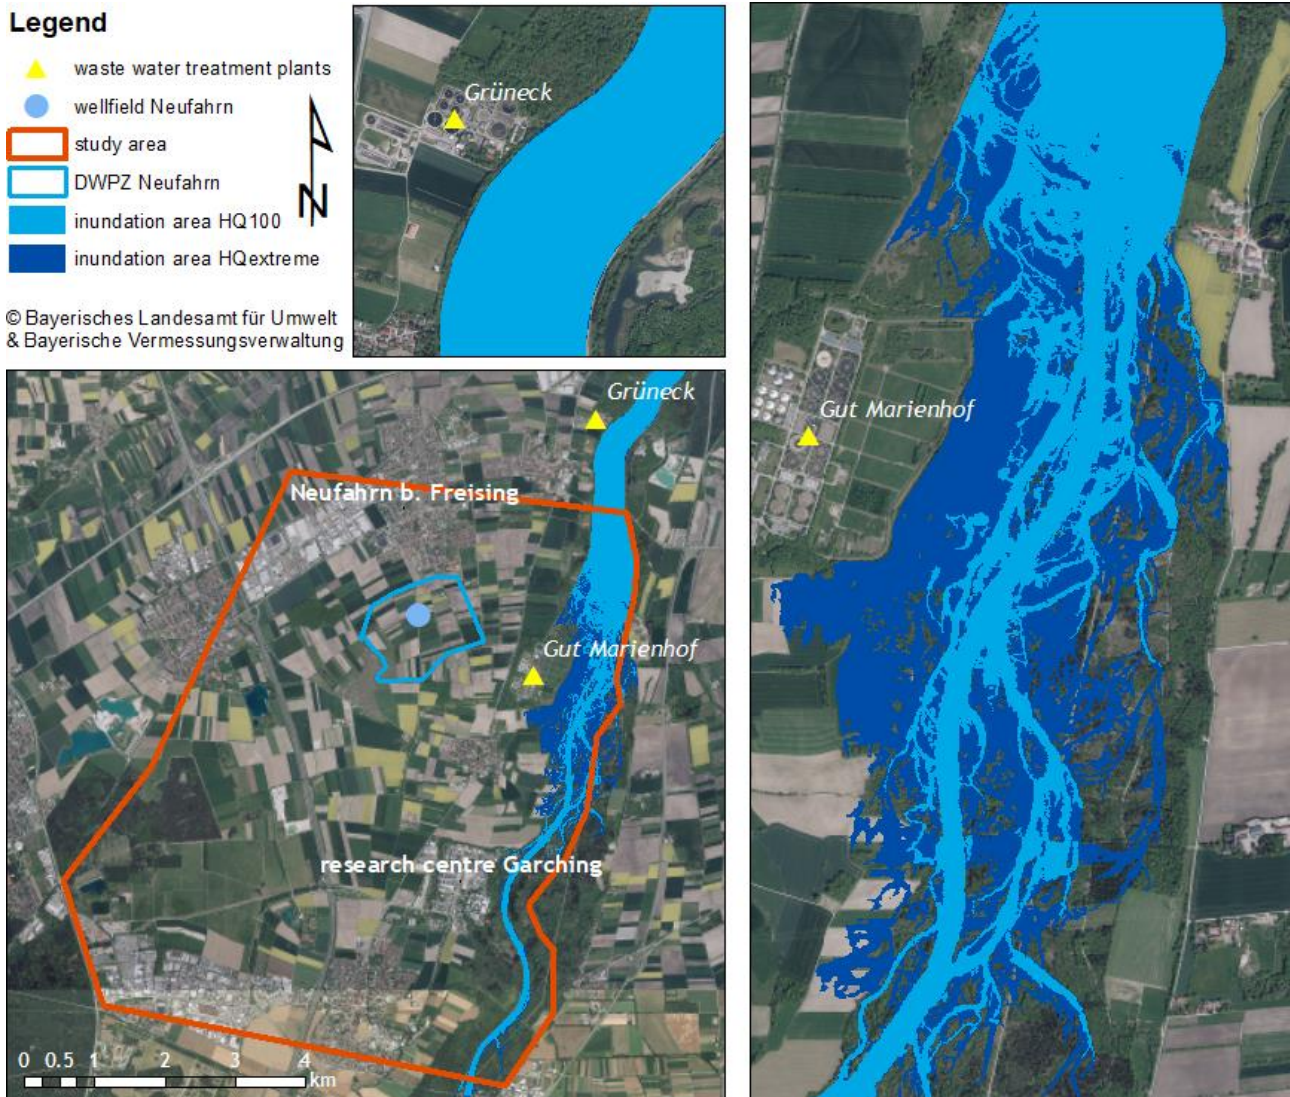 Legend
waste water treatment plants
wellfield Neufahrn
study area
DWPZ Neufahrn
inundation area HQ100
inundation area HQextreme
N
© Bayerisches Landesamt für Umwelt
& Bayerische Vermessungsverwaltung
Grüneck
Grüneck
Neufahrn b. Freising
Gut Marienhof
research centre Garching
0 0.5 1 2 3 4
km
Gut Marienhof